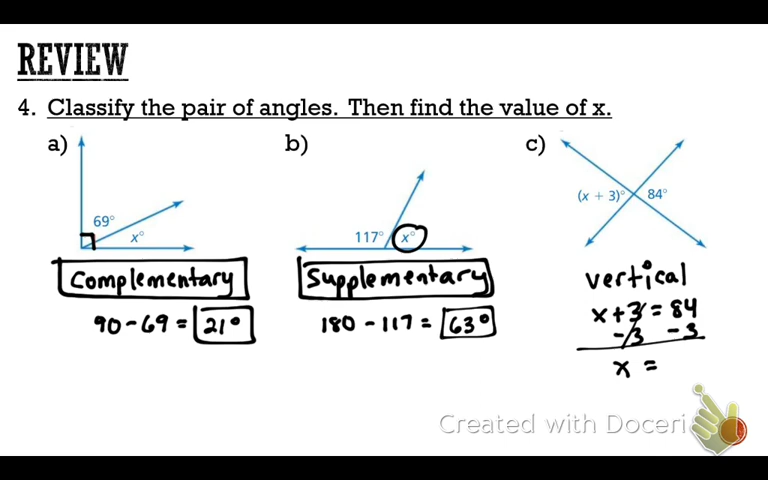 REVIEW
4. Classify the pair of angles. Then find the value of x.
a)
69°
x°
Complementary
90 - 69 = 21°
b)
117°
x°
Supplementary
180 - 117 = 63°
c)
(x + 3)°
84°
vertical
x + 3 = 84
-3 -3
x =
Created with Doceri